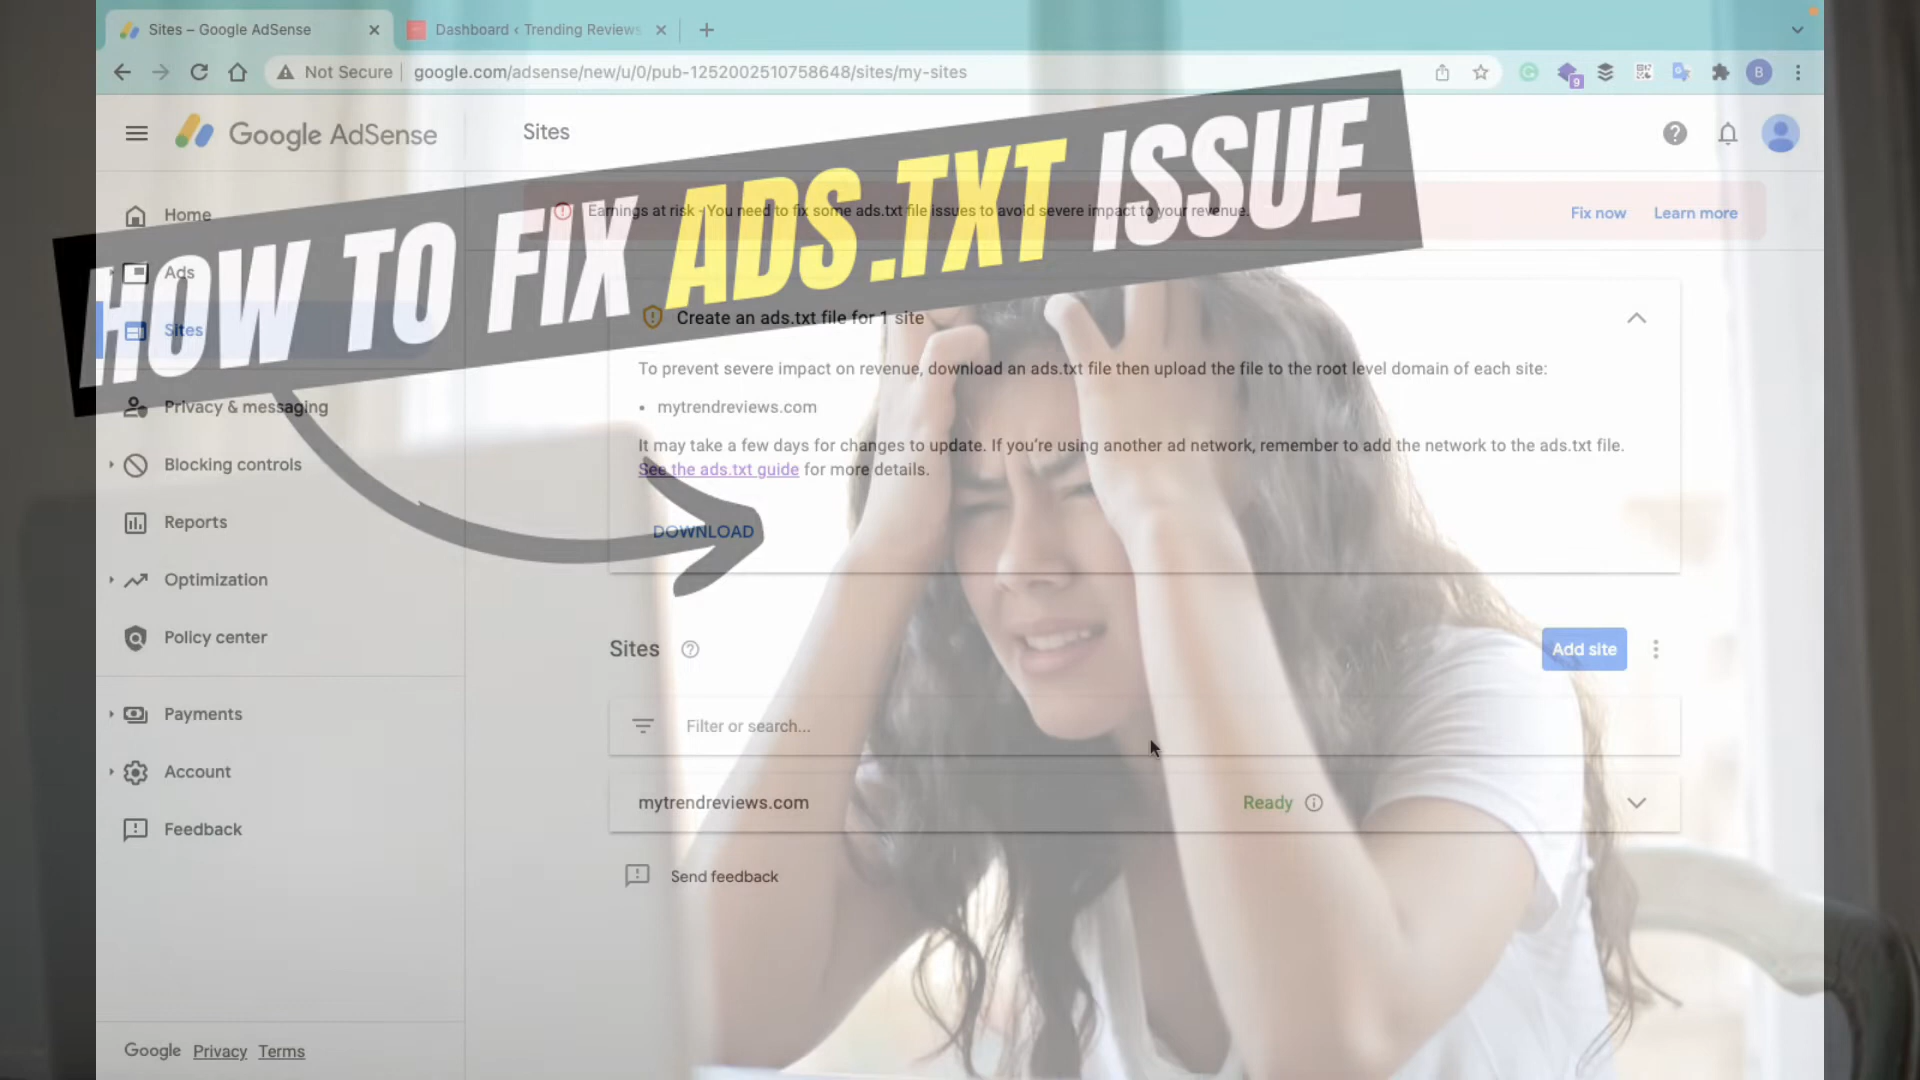 Sites – Google AdSense
Dashboard ‹ Trending Reviews
Not Secure
google.com/adsense/new/u/0/pub-1252002510758648/sites/my-sites
9
B
Google AdSense
Sites
HOW TO FIX ADS.TXT ISSUE
Earnings at risk - You need to fix some ads.txt file issues to avoid severe impact to your revenue.
Fix now
Learn more
Home
Ads
Sites
Privacy & messaging
Blocking controls
Reports
Optimization
Policy center
Payments
Account
Feedback
Google Privacy Terms
Create an ads.txt file for 1 site
To prevent severe impact on revenue, download an ads.txt file then upload the file to the root level domain of each site:
• mytrendreviews.com
It may take a few days for changes to update. If you're using another ad network, remember to add the network to the ads.txt file.
See the ads.txt guide for more details.
DOWNLOAD
Sites
Add site
Filter or search...
mytrendreviews.com
Ready
Send feedback